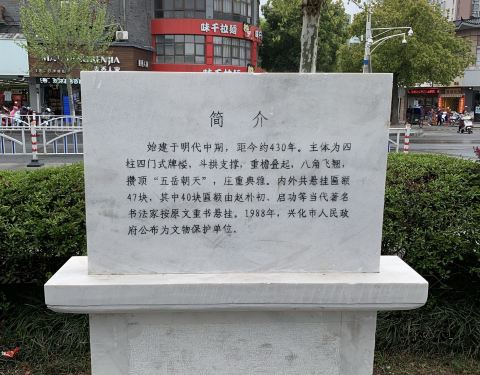 味千拉麵
味千拉麵
简介
始建于明代中期，距今约430年。主体为四
柱四门式牌楼，斗拱支撑，重檐叠起，八角飞翘，
攒顶“五岳朝天”，庄重典雅。内外共悬挂匾额
47块，其中40块匾额由赵朴初、启功等当代著名
书法家按原文重书悬挂。1988年，兴化市人民政
府公布为文物保护单位。